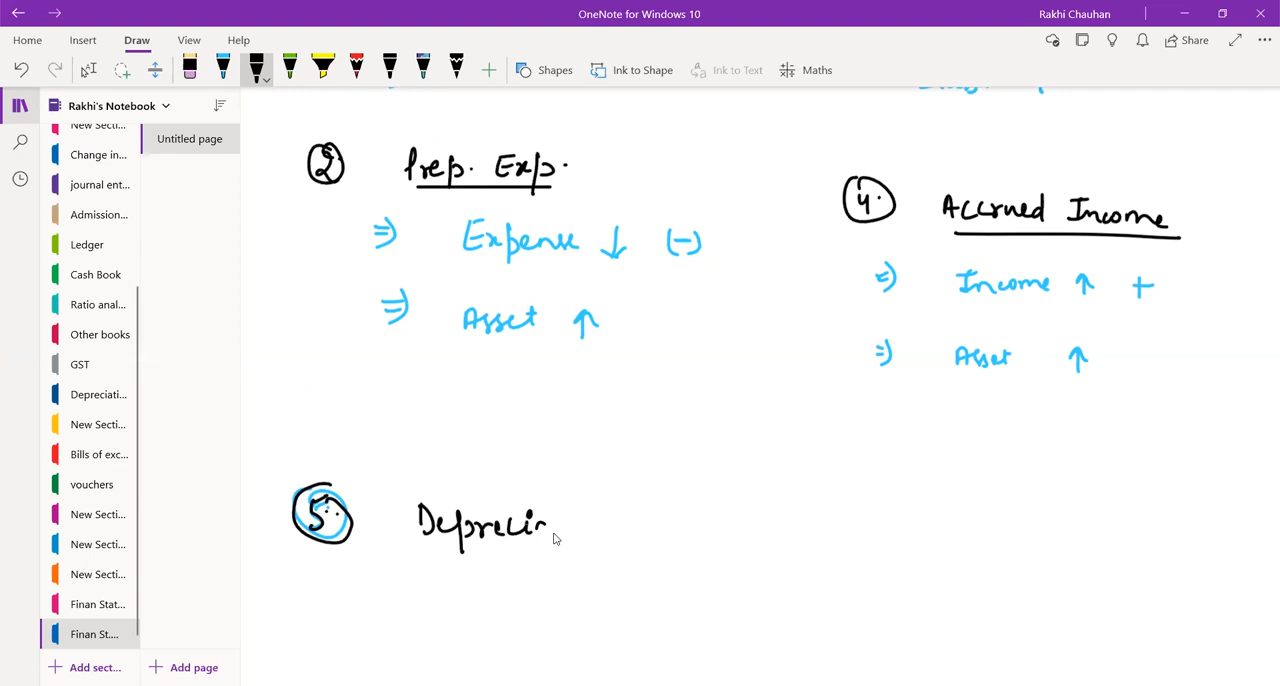 OneNote for Windows 10
Rakhi Chauhan
Home Insert Draw View Help
Share
Shapes
Ink to Shape
Ink to Text
Maths
Rakhi's Notebook
Untitled page
New Secti...
Change in...
journal ent...
Admission...
Ledger
Cash Book
Ratio anal...
Other books
GST
Depreciati...
New Secti...
Bills of exc...
vouchers
New Secti...
New Secti...
New Secti...
Finan Stat...
Finan St....
Add sect...
Add page
2 Prep. Exp.
⇒ Expense ↓ (-)
⇒ Asset ↑
4. Accrued Income
⇒ Income ↑ +
⇒ Asset ↑
5. Deprecia